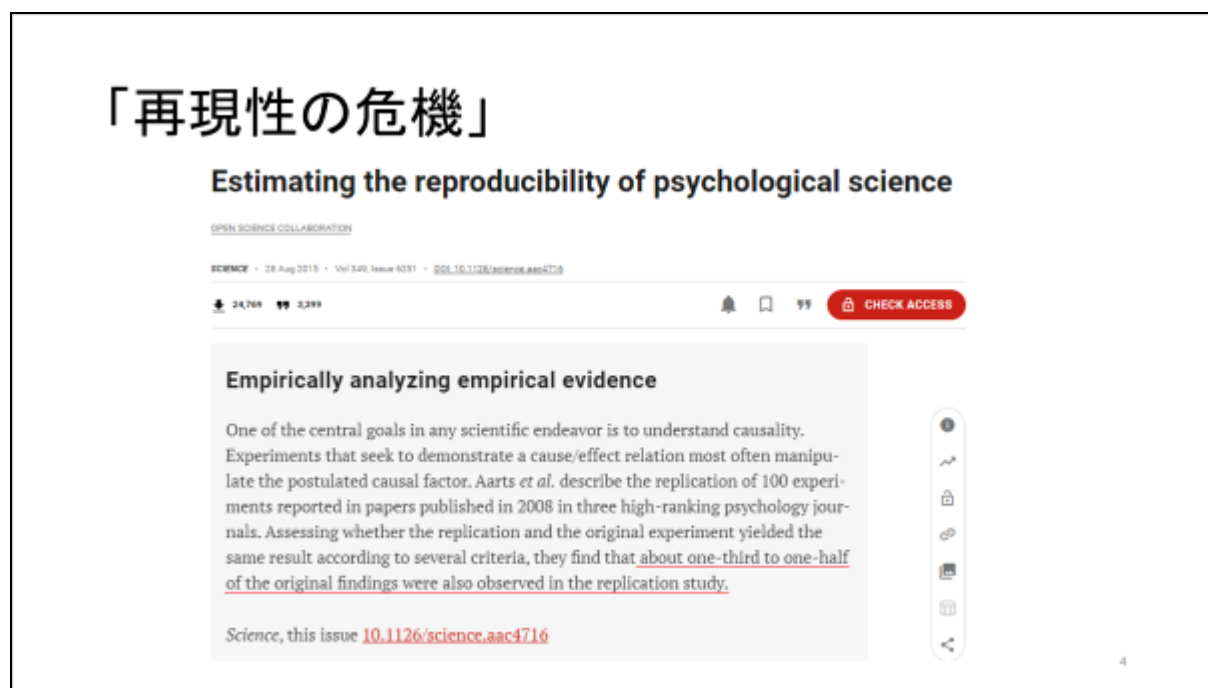 「再現性の危機」
Estimating the reproducibility of psychological science
OPEN SCIENCE COLLABORATION
SCIENCE • 28 Aug 2015 • Vol 349, Issue 6251 • DOI: 10.1126/science.aac4716
24,769 3,299
CHECK ACCESS
Empirically analyzing empirical evidence
One of the central goals in any scientific endeavor is to understand causality.
Experiments that seek to demonstrate a cause/effect relation most often manipu-
late the postulated causal factor. Aarts et al. describe the replication of 100 experi-
ments reported in papers published in 2008 in three high-ranking psychology jour-
nals. Assessing whether the replication and the original experiment yielded the
same result according to several criteria, they find that about one-third to one-half
of the original findings were also observed in the replication study.
Science, this issue 10.1126/science.aac4716
4